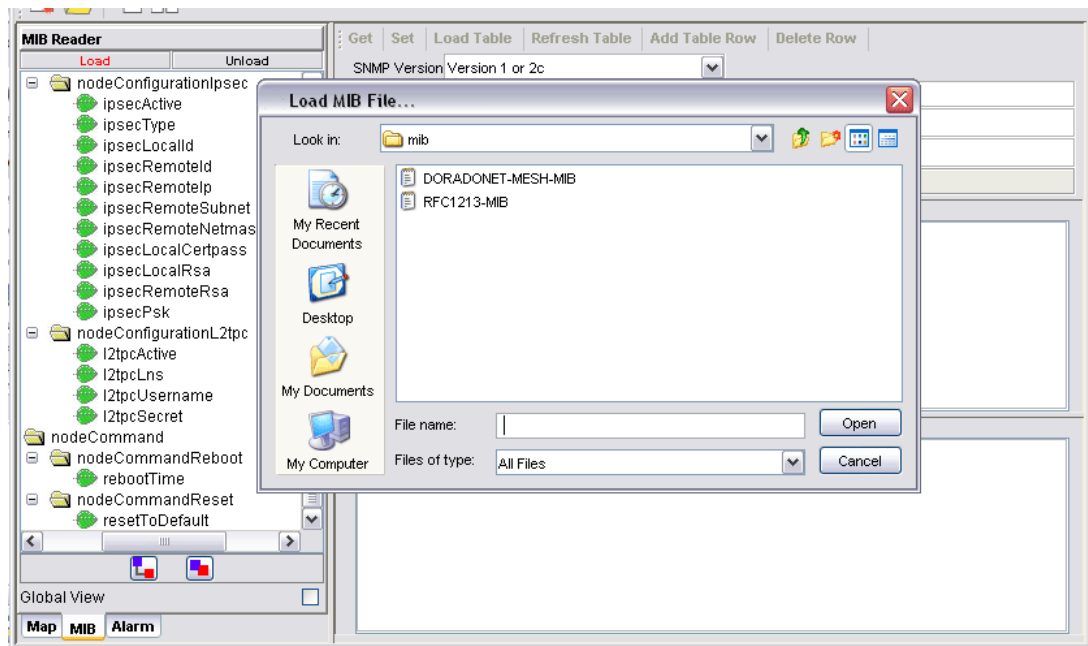 MIB Reader
Load Unload
nodeConfigurationIpsec
ipsecActive
ipsecType
ipsecLocalId
ipsecRemoteId
ipsecRemoteIp
ipsecRemoteSubnet
ipsecRemoteNetmas
ipsecLocalCertpass
ipsecLocalRsa
ipsecRemoteRsa
ipsecPsk
nodeConfigurationL2tpc
l2tpcActive
l2tpcLns
l2tpcUsername
l2tpcSecret
nodeCommand
nodeCommandReboot
rebootTime
nodeCommandReset
resetToDefault
Global View
Map MIB Alarm
Get Set Load Table Refresh Table Add Table Row Delete Row
SNMP Version Version 1 or 2c
Load MIB File...
Look in: mib
My Recent
Documents
Desktop
My Documents
My Computer
DORADONET-MESH-MIB
RFC1213-MIB
File name: Open
Files of type: All Files Cancel